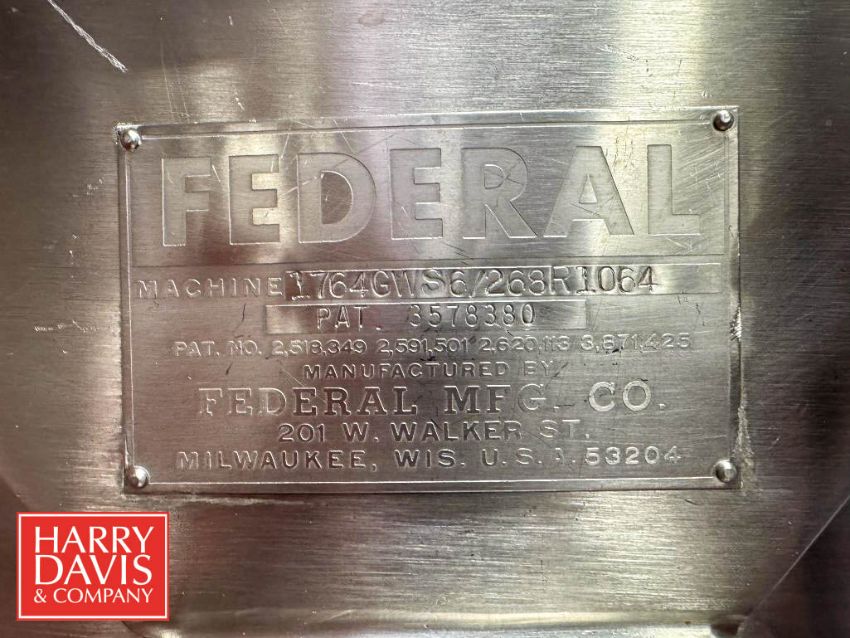 FEDERAL
MACHINE 1764GWS6/268R1064
PAT. 3578380
PAT. NO. 2,518,349 2,591,501 2,620,113 3,871,425
MANUFACTURED BY
FEDERAL MFG. CO.
201 W. WALKER ST.
MILWAUKEE, WIS. U.S.A. 53204
HARRY
DAVIS
& COMPANY